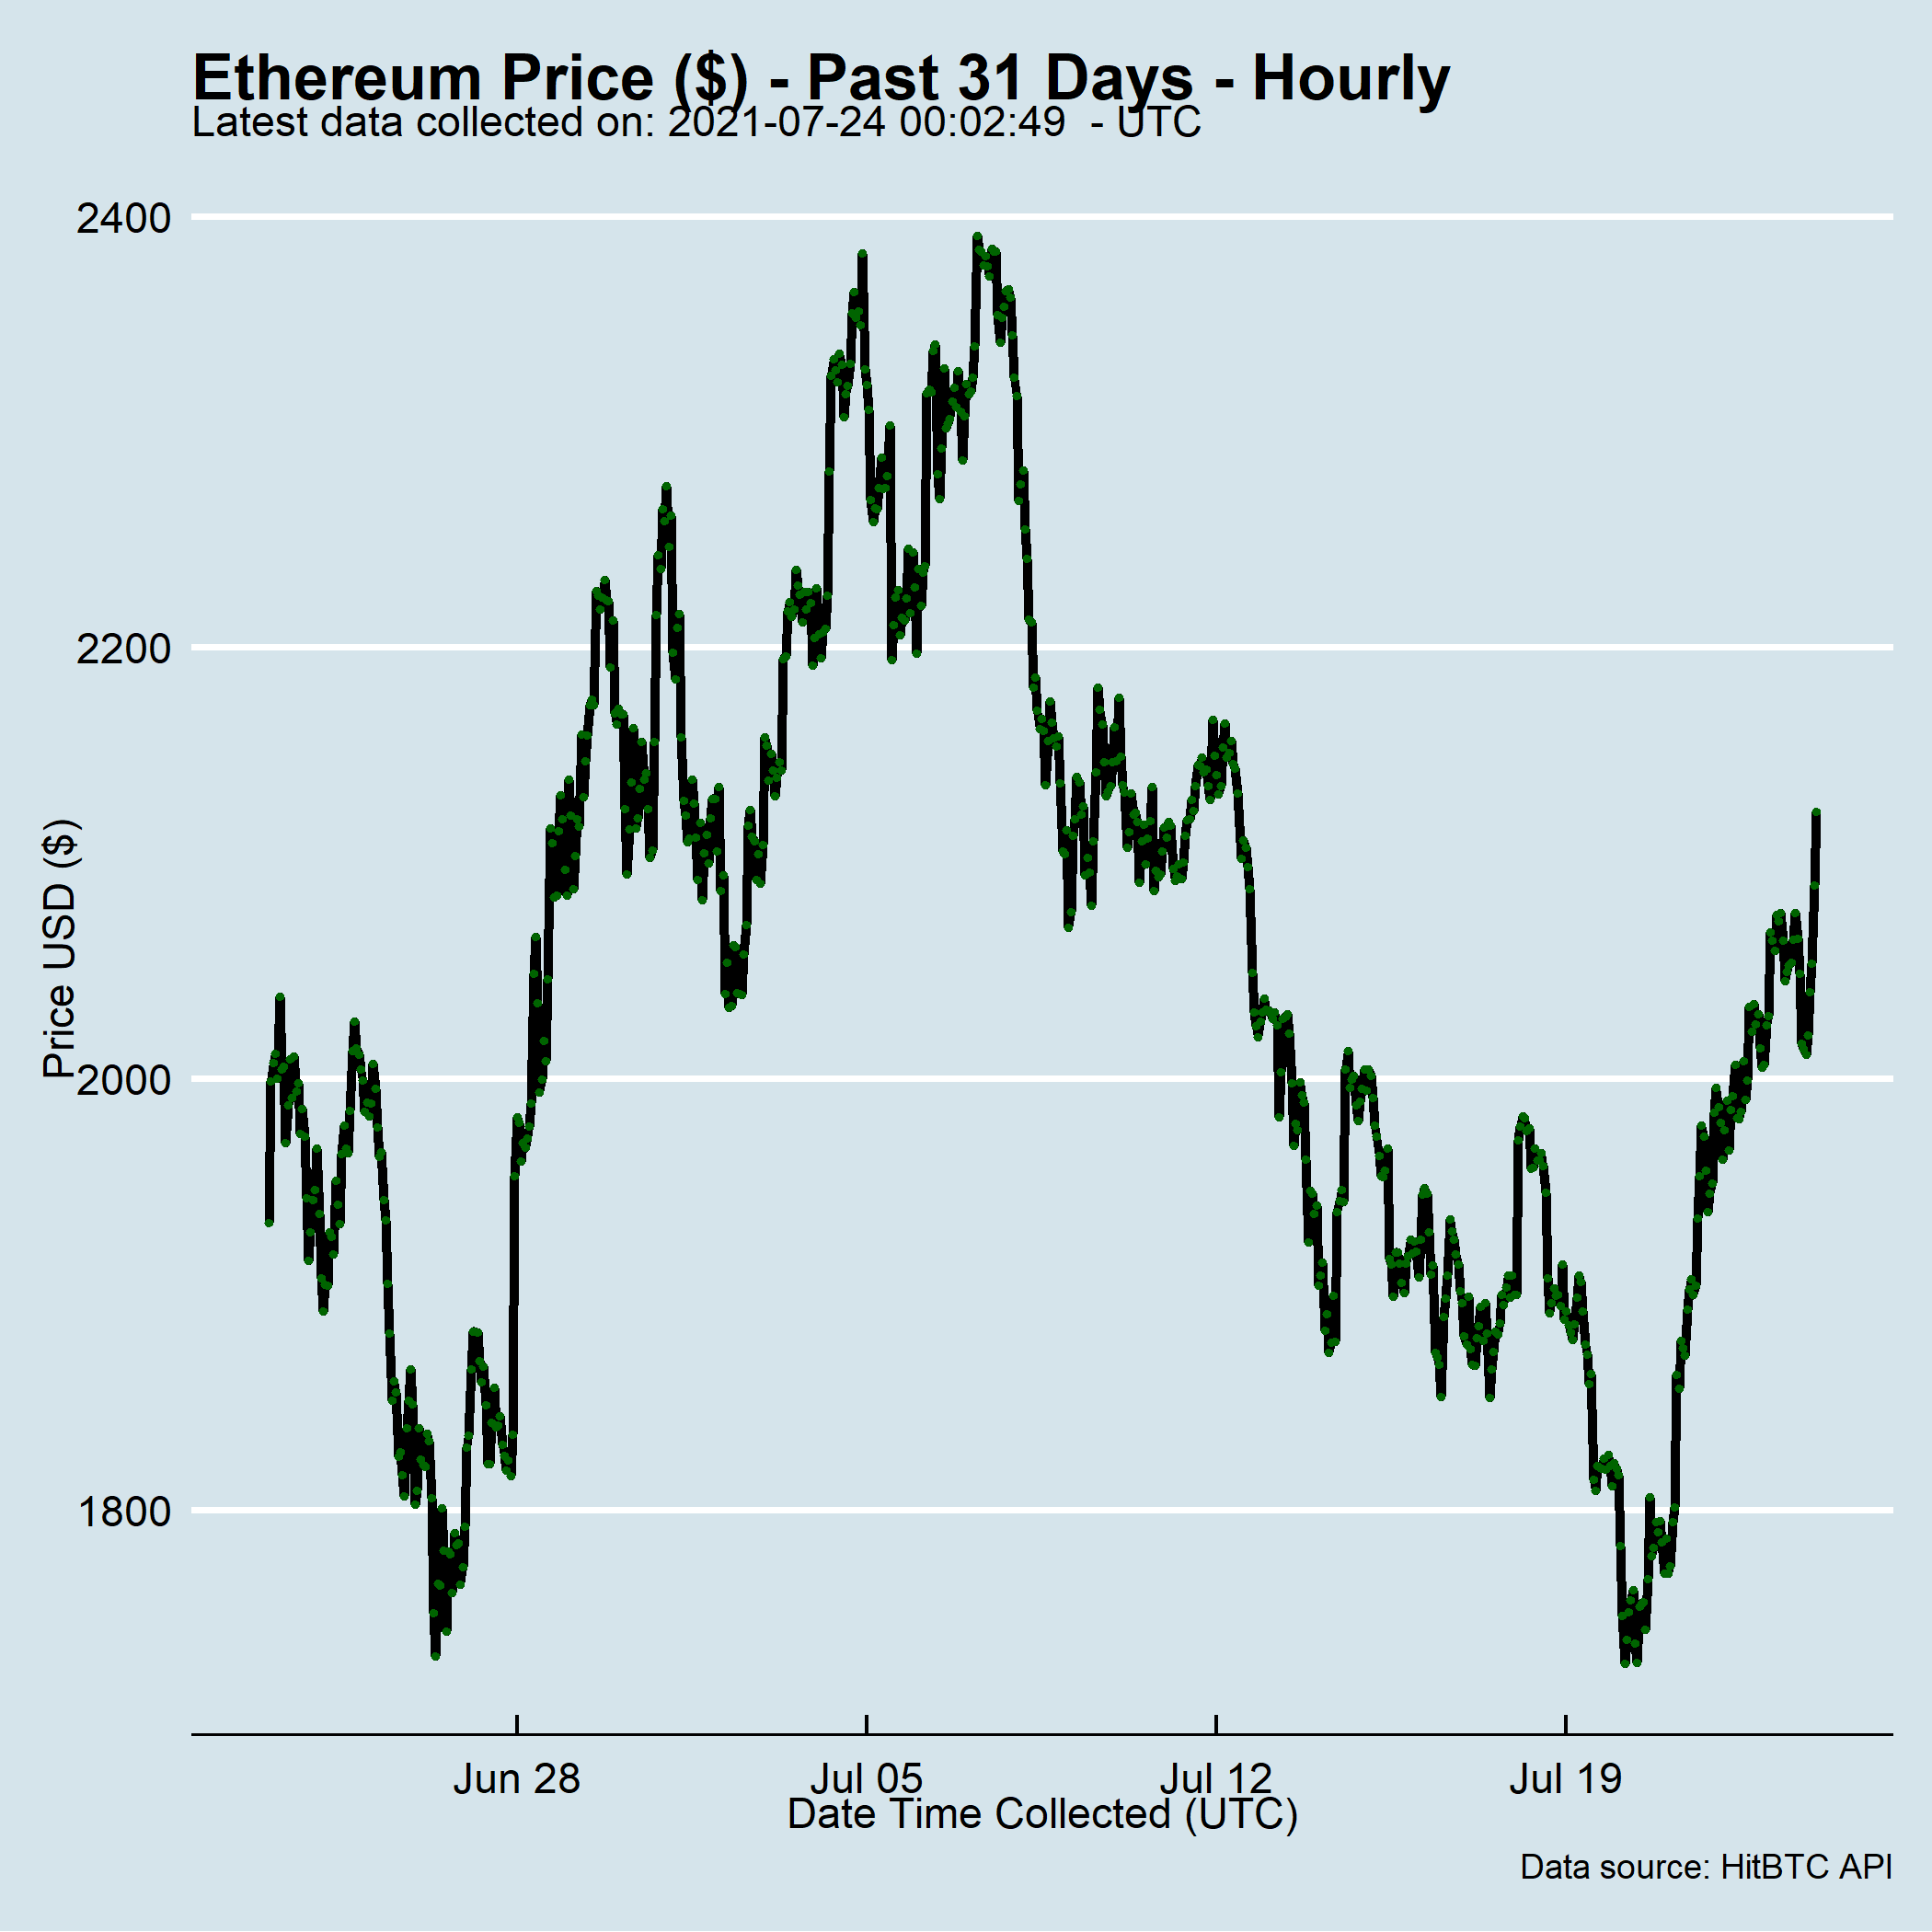 Ethereum Price ($) - Past 31 Days - Hourly
Latest data collected on: 2021-07-24 00:02:49  - UTC
2400
2200
2000
1800
Price USD ($)
Jun 28
Jul 05
Jul 12
Jul 19
Date Time Collected (UTC)
Data source: HitBTC API